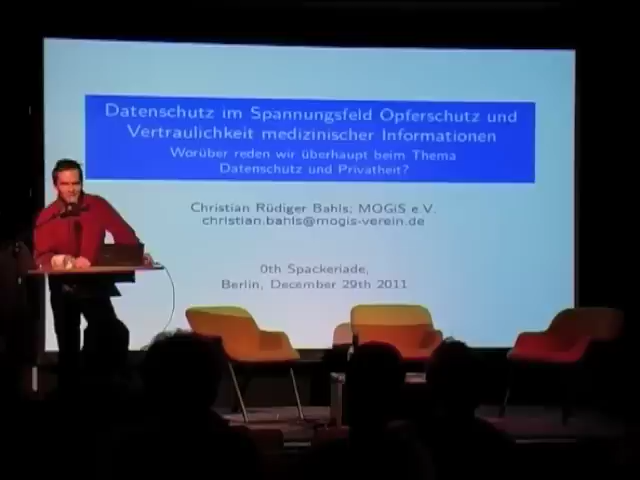 Datenschutz im Spannungsfeld Opferschutz und
Vertraulichkeit medizinischer Informationen
Worüber reden wir überhaupt beim Thema
Datenschutz und Privatheit?
Christian Rüdiger Bahls, MOGiS e.V.
christian.bahls@mogis-verein.de
0th Spackeriade,
Berlin, December 29th 2011